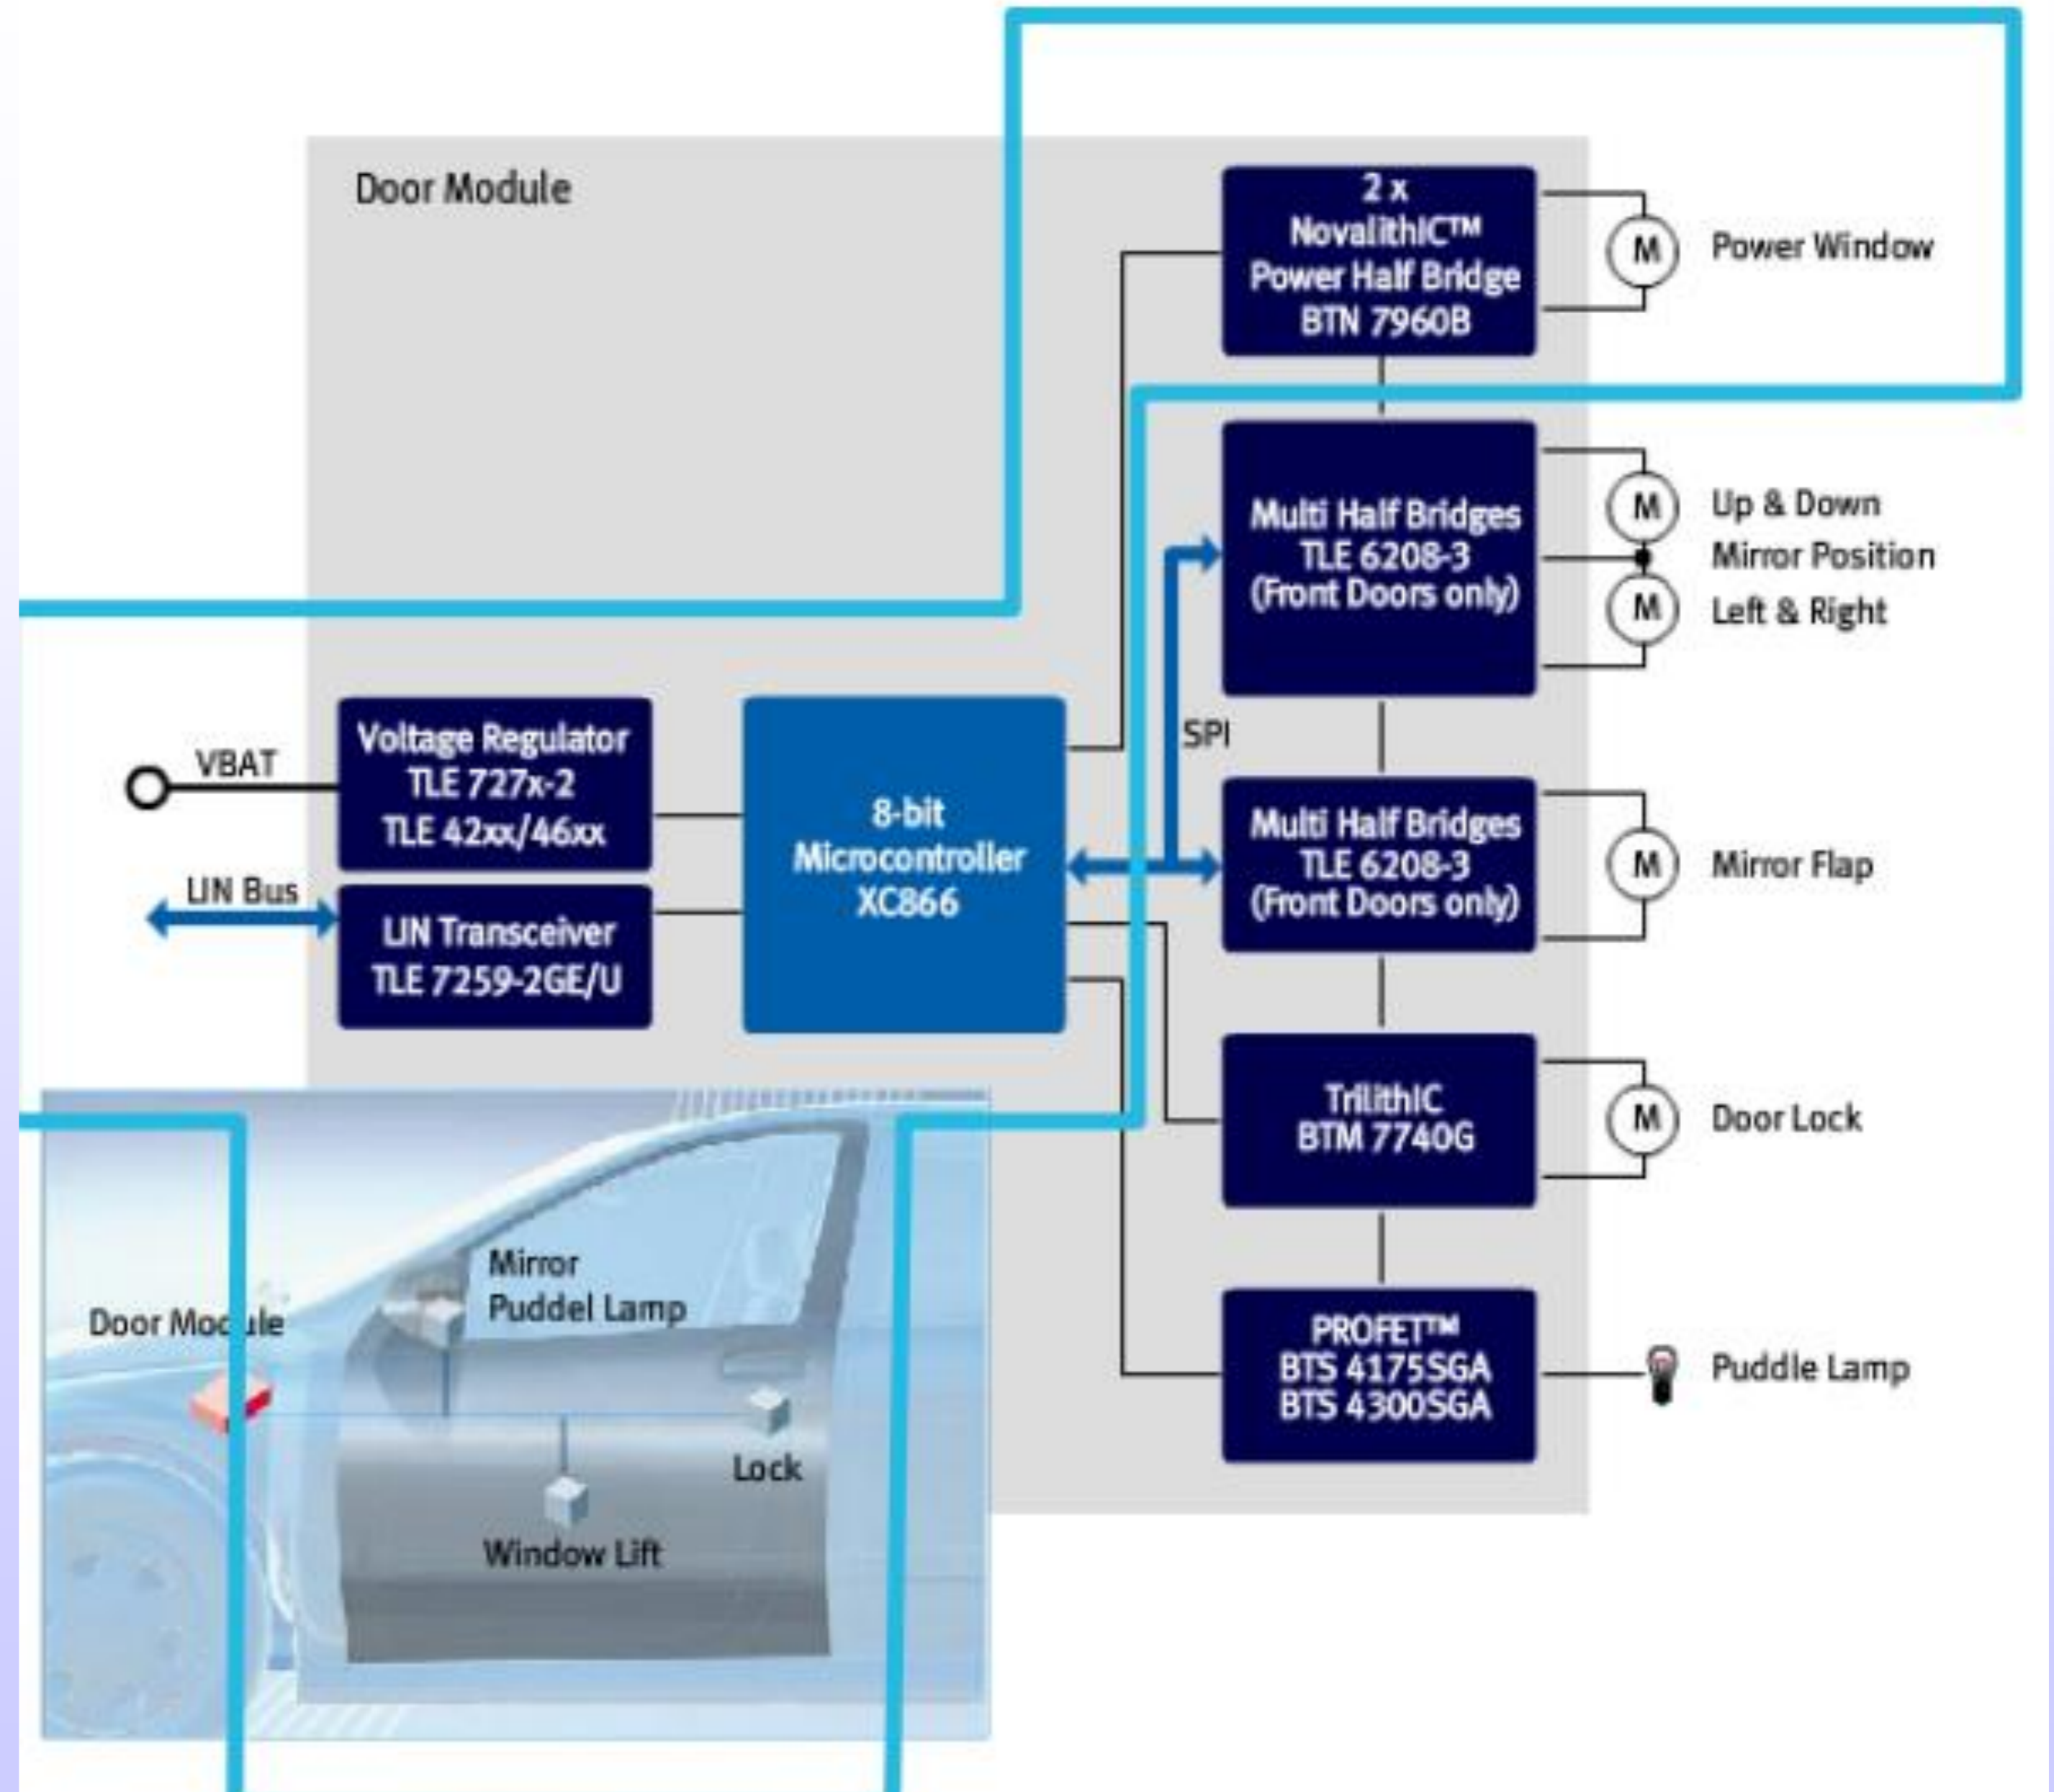 Door Module
2 x
NovalithIC™
Power Half Bridge
BTN 7960B
M
Power Window
Multi Half Bridges
TLE 6208-3
(Front Doors only)
M
Up & Down
Mirror Position
M
Left & Right
SPI
VBAT
Voltage Regulator
TLE 727x-2
TLE 42xx/46xx
LIN Bus
LIN Transceiver
TLE 7259-2GE/U
8-bit
Microcontroller
XC866
Multi Half Bridges
TLE 6208-3
(Front Doors only)
M
Mirror Flap
TrilithIC
BTM 7740G
M
Door Lock
PROFET™
BTS 4175SGA
BTS 4300SGA
Puddle Lamp
Mirror
Puddel Lamp
Door Module
Lock
Window Lift